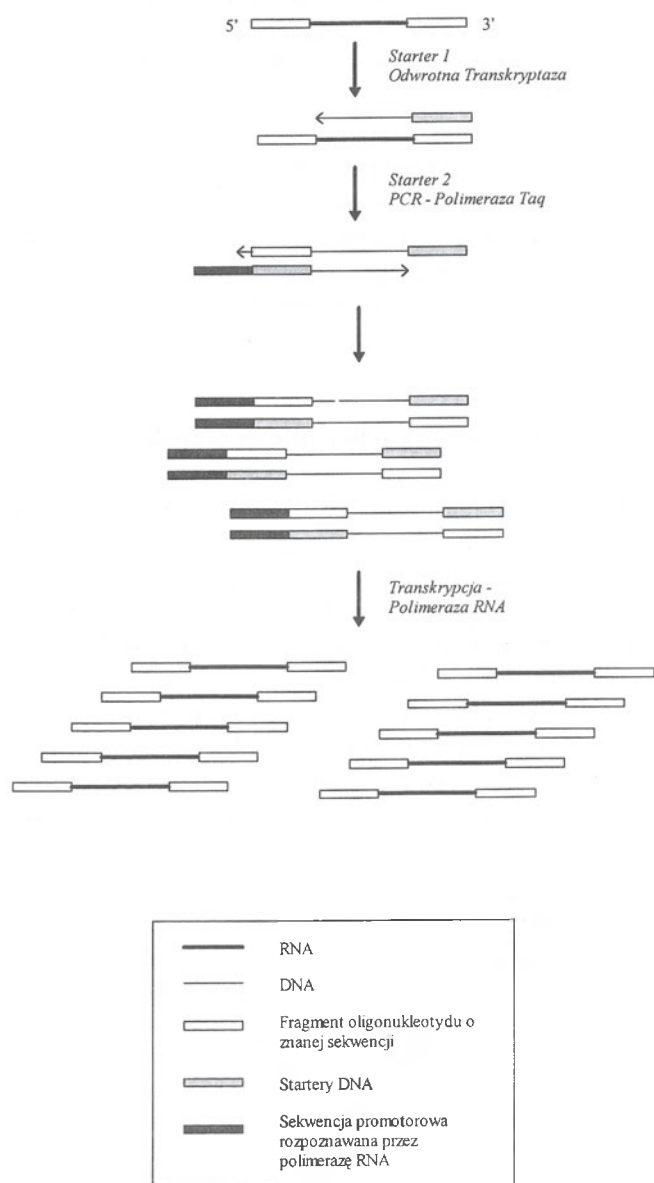 5’ 3’
Starter 1
Odwrotna Transkryptaza
Starter 2
PCR - Polimeraza Taq
Transkrypcja -
Polimeraza RNA
RNA
DNA
Fragment oligonukleotydu o
znanej sekwencji
Startery DNA
Sekwencja promotorowa
rozpoznawana przez
polimerazę RNA